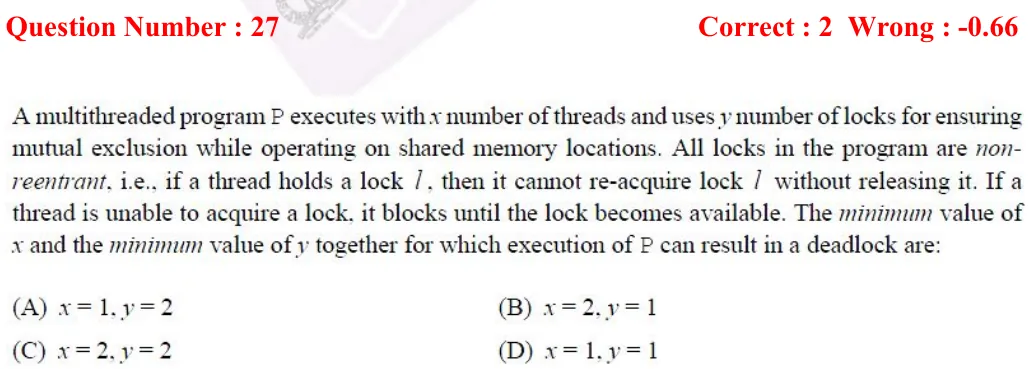 Question Number : 27 Correct : 2 Wrong : -0.66
A multithreaded program P executes with x number of threads and uses y number of locks for ensuring
mutual exclusion while operating on shared memory locations. All locks in the program are non-
reentrant, i.e., if a thread holds a lock l, then it cannot re-acquire lock l without releasing it. If a
thread is unable to acquire a lock, it blocks until the lock becomes available. The minimum value of
x and the minimum value of y together for which execution of P can result in a deadlock are:
(A) x = 1, y = 2 (B) x = 2, y = 1
(C) x = 2, y = 2 (D) x = 1, y = 1